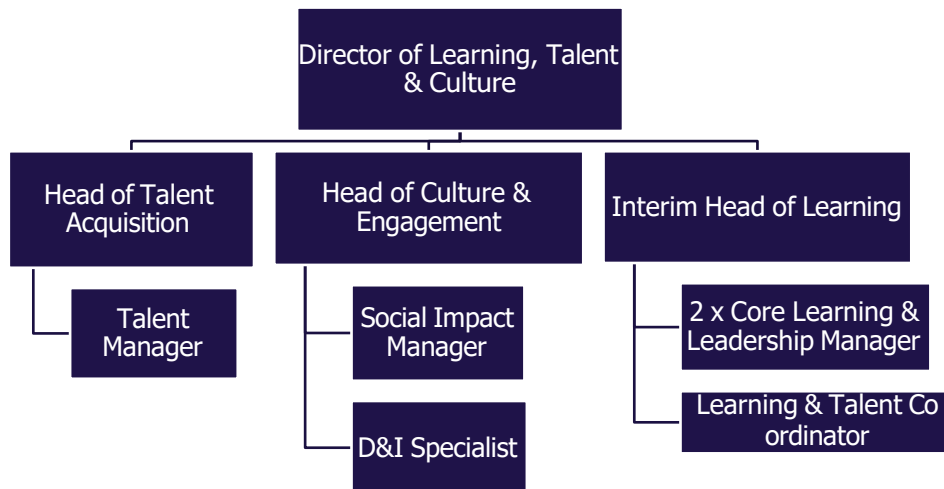 Director of Learning, Talent
& Culture
Head of Talent
Acquisition
Head of Culture &
Engagement
Interim Head of Learning
Talent
Manager
Social Impact
Manager
D&I Specialist
2 x Core Learning &
Leadership Manager
Learning & Talent Co
ordinator